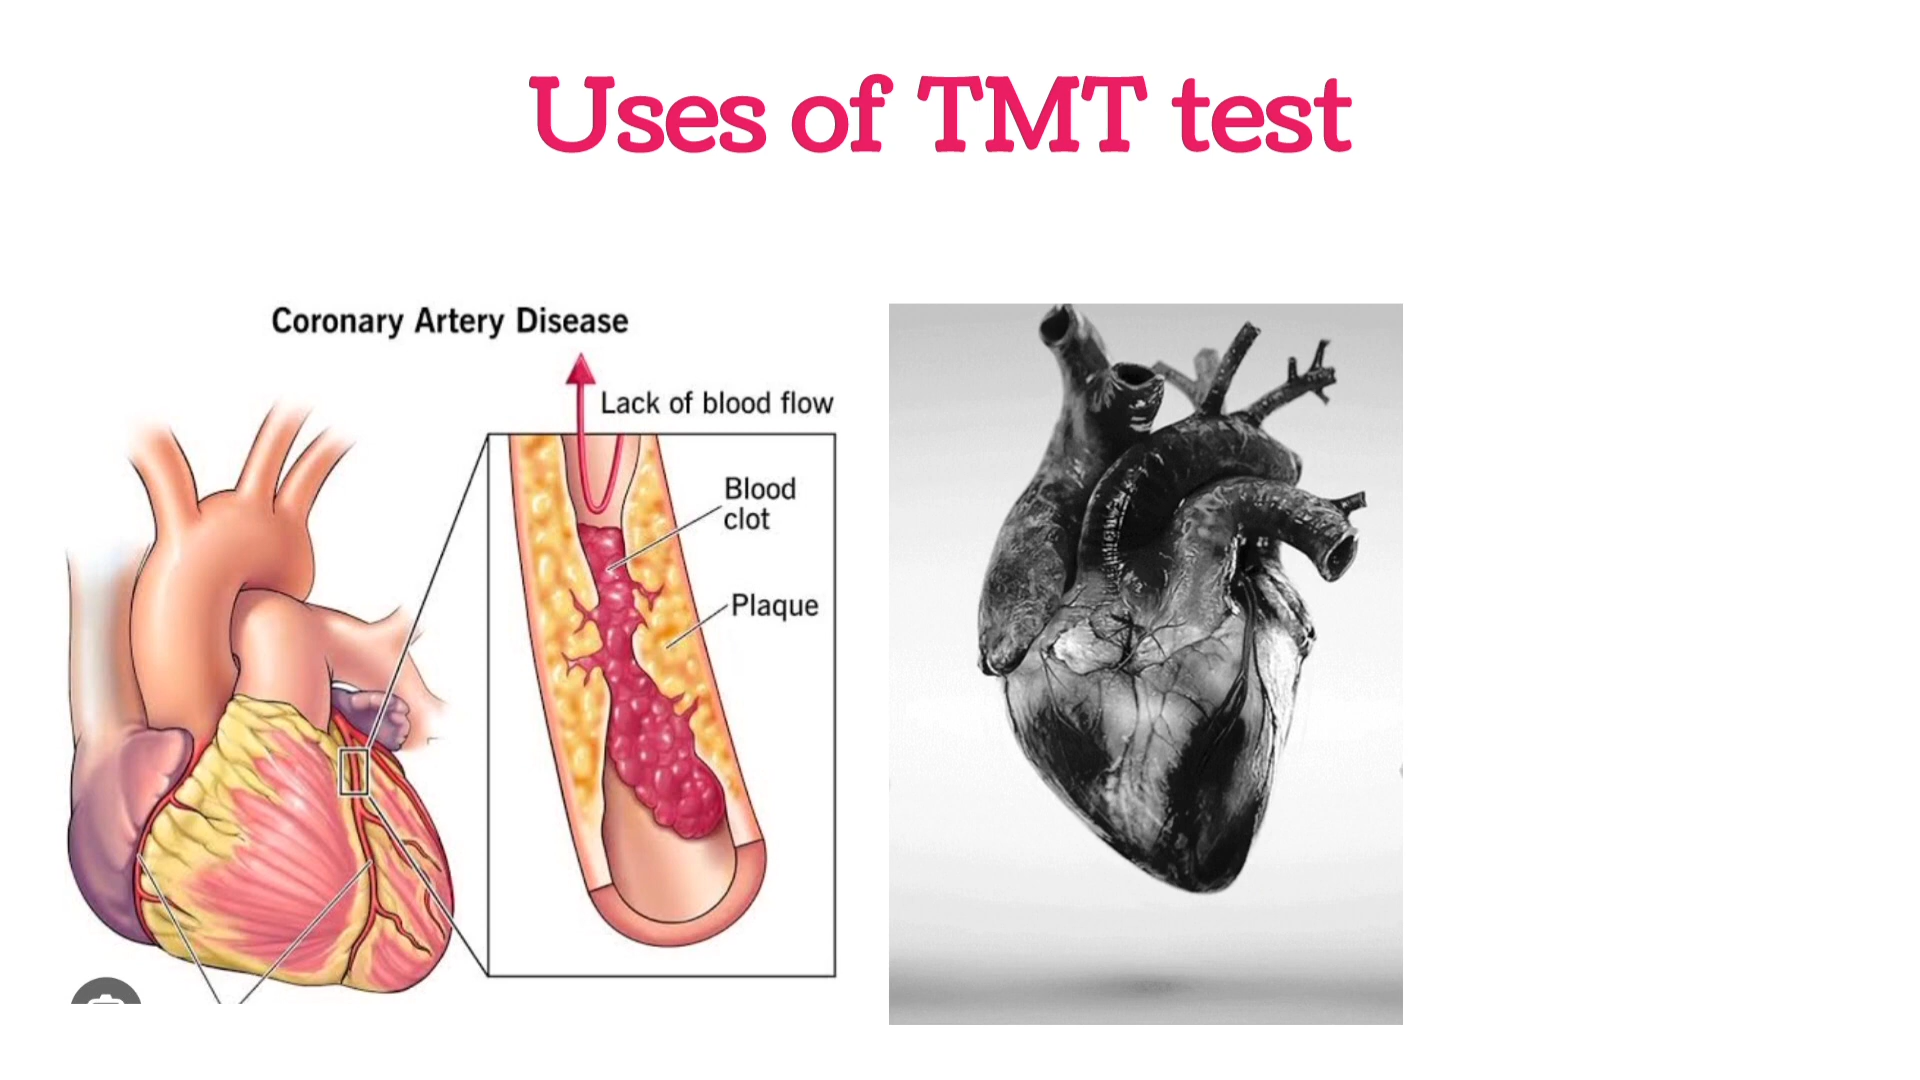 Uses of TMT test
Coronary Artery Disease
Lack of blood flow
Blood
clot
Plaque